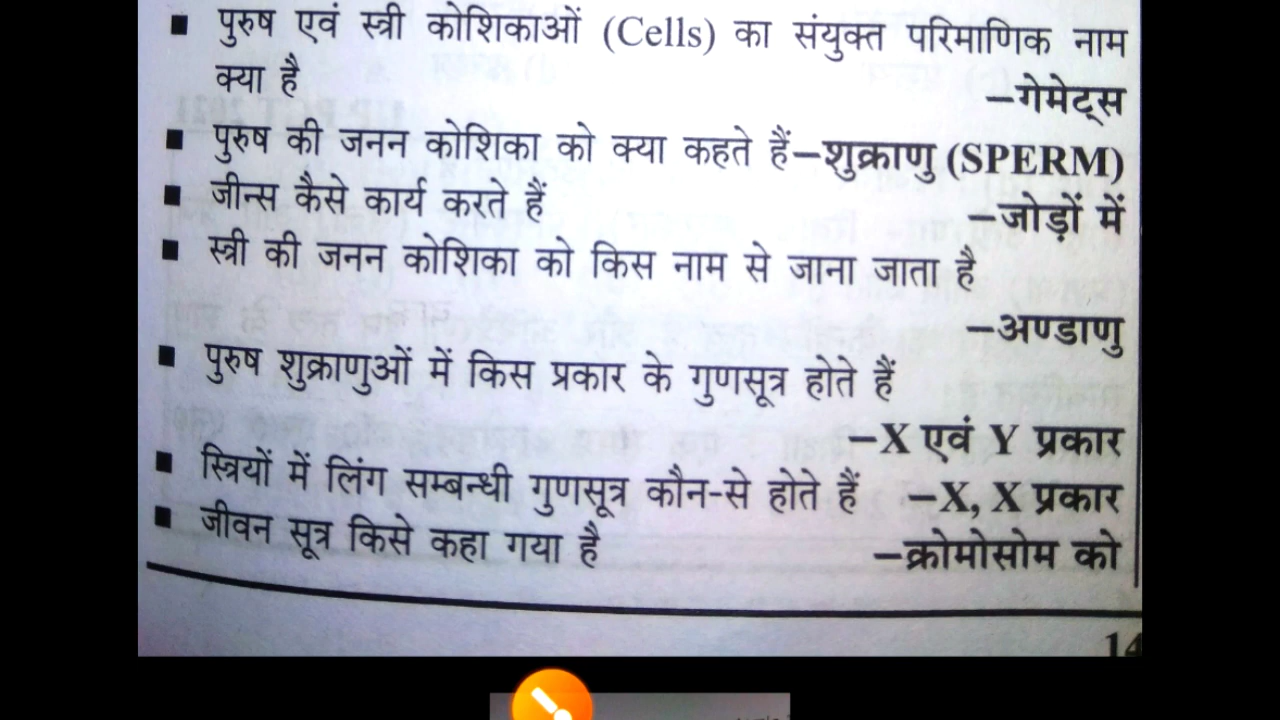 ▪ पुरुष एवं स्त्री कोशिकाओं (Cells) का संयुक्त परिमाणिक नाम
क्या है –गेमेट्स
▪ पुरुष की जनन कोशिका को क्या कहते हैं–शुक्राणु (SPERM)
▪ जीन्स कैसे कार्य करते हैं –जोड़ों में
▪ स्त्री की जनन कोशिका को किस नाम से जाना जाता है
–अण्डाणु
▪ पुरुष शुक्राणुओं में किस प्रकार के गुणसूत्र होते हैं
–X एवं Y प्रकार
▪ स्त्रियों में लिंग सम्बन्धी गुणसूत्र कौन-से होते हैं –X, X प्रकार
▪ जीवन सूत्र किसे कहा गया है –क्रोमोसोम को